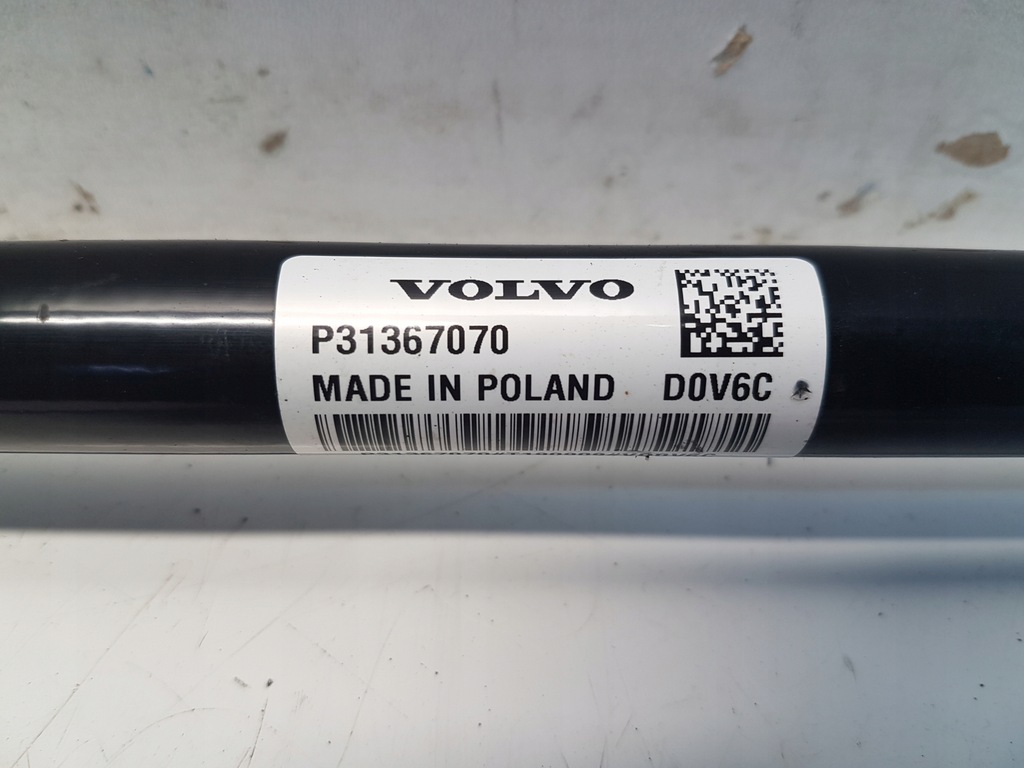 VOLVO
P31367070
MADE IN POLAND D0V6C